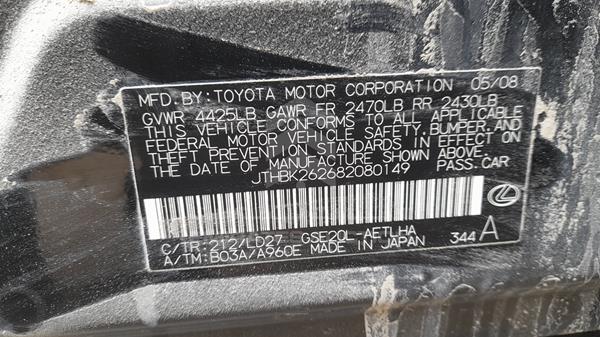 MFD.BY:TOYOTA MOTOR CORPORATION 05/08
GVWR 4425LB GAWR FR 2470LB RR 2430LB
THIS VEHICLE CONFORMS TO ALL APPLICABLE
FEDERAL MOTOR VEHICLE SAFETY, BUMPER, AND
THEFT PREVENTION STANDARDS IN EFFECT ON
THE DATE OF MANUFACTURE SHOWN ABOVE.
JTHBK262682080149 PASS.CAR
C/TR:212/LD27 GSE20L-AETLHA
A/TM:B03A/A960E MADE IN JAPAN 344 A